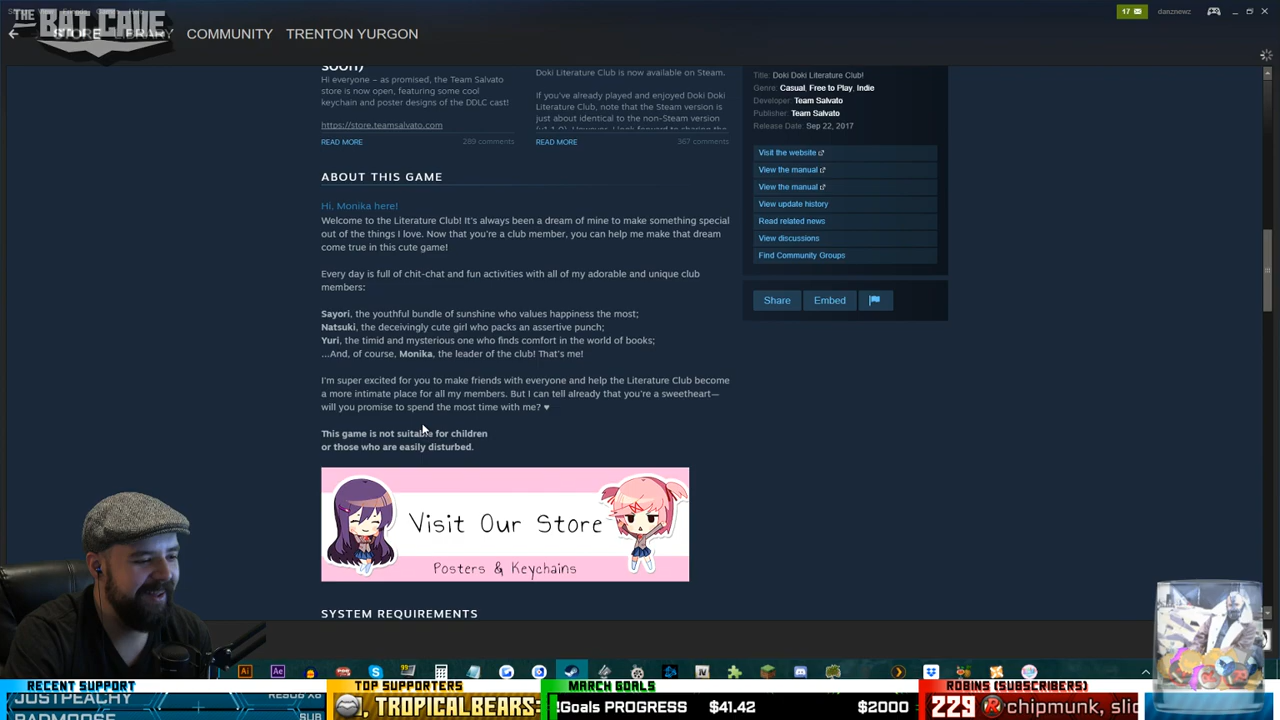 THE
BAT CAVE
STORE LIBRARY COMMUNITY TRENTON YURGON
17
danznewz
soon)
Hi everyone – as promised, the Team Salvato
store is now open, featuring some cool
keychain and poster designs of the DDLC cast!
https://store.teamsalvato.com
READ MORE 289 comments
Doki Literature Club is now available on Steam.
If you've already played and enjoyed Doki Doki
Literature Club, note that the Steam version is
just about identical to the non-Steam version
READ MORE 367 comments
Title: Doki Doki Literature Club!
Genre: Casual, Free to Play, Indie
Developer: Team Salvato
Publisher: Team Salvato
Release Date: Sep 22, 2017
Visit the website
View the manual
View the manual
View update history
Read related news
View discussions
Find Community Groups
Share Embed
ABOUT THIS GAME
Hi, Monika here!
Welcome to the Literature Club! It's always been a dream of mine to make something special
out of the things I love. Now that you're a club member, you can help me make that dream
come true in this cute game!
Every day is full of chit-chat and fun activities with all of my adorable and unique club
members:
Sayori, the youthful bundle of sunshine who values happiness the most;
Natsuki, the deceivingly cute girl who packs an assertive punch;
Yuri, the timid and mysterious one who finds comfort in the world of books;
...And, of course, Monika, the leader of the club! That's me!
I'm super excited for you to make friends with everyone and help the Literature Club become
a more intimate place for all my members. But I can tell already that you're a sweetheart—
will you promise to spend the most time with me? ♥
This game is not suitable for children
or those who are easily disturbed.
Visit Our Store
Posters & Keychains
SYSTEM REQUIREMENTS
RECENT SUPPORT
JUSTPEACHY
BADMOOSE SUB
TOP SUPPORTERS
, TROPICALBEARS:
MARCH GOALS
!Goals PROGRESS $41.42 $2000
ROBINS (SUBSCRIBERS)
229 chipmunk, slic